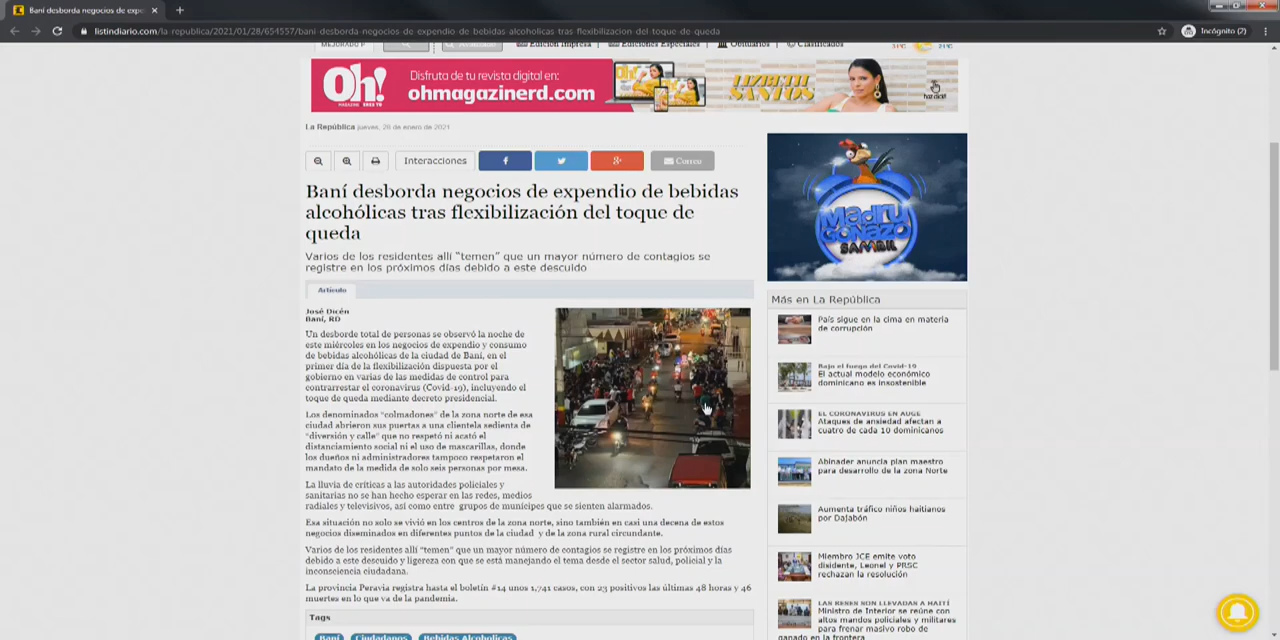 Baní desborda negocios de expe
listindiario.com/la-republica/2021/01/28/654557/bani-desborda-negocios-de-expendio-de-bebidas-alcoholicas-tras-flexibilizacion-del-toque-de-queda
Incógnito (2)
MEJORADO P
Edición Impresa | Ediciones Especiales | Obituarios | Clasificados
31°C 21°C
Oh!
MAGAZINE
Disfruta de tu revista digital en:
ohmagazinerd.com
LIZBETH
SANTOS
haz click!
La República jueves, 28 de enero de 2021
Interacciones
f
g+
Correo
Baní desborda negocios de expendio de bebidas
alcohólicas tras flexibilización del toque de
queda
Varios de los residentes allí “temen” que un mayor número de contagios se
registre en los próximos días debido a este descuido
Artículo
José Dicén
Baní, RD
Un desborde total de personas se observó la noche de
este miércoles en los negocios de expendio y consumo
de bebidas alcohólicas de la ciudad de Baní, en el
primer día de la flexibilización dispuesta por el
gobierno en varias de las medidas de control para
contrarrestar el coronavirus (Covid-19), incluyendo el
toque de queda mediante decreto presidencial.
Los denominados “colmadones” de la zona norte de esa
ciudad abrieron sus puertas a una clientela sedienta de
“diversión y calle” que no respetó ni acató el
distanciamiento social ni el uso de mascarillas, donde
los dueños ni administradores tampoco respetaron el
mandato de la medida de solo seis personas por mesa.
La lluvia de críticas a las autoridades policiales y
sanitarias no se han hecho esperar en las redes, medios
radiales y televisivos, así como entre grupos de munícipes que se sienten alarmados.
Esa situación no solo se vivió en los centros de la zona norte, sino también en casi una decena de estos
negocios diseminados en diferentes puntos de la ciudad y de la zona rural circundante.
Varios de los residentes allí “temen” que un mayor número de contagios se registre en los próximos días
debido a este descuido y ligereza con que se está manejando el tema desde el sector salud, policial y la
inconsciencia ciudadana.
La provincia Peravia registra hasta el boletín #14 unos 1,741 casos, con 23 positivos las últimas 48 horas y 46
muertes en lo que va de la pandemia.
Tags
Baní
Ciudadanos
Bebidas Alcoholicas
MADRU
GONAZO
SAMBIL
Más en La República
País sigue en la cima en materia
de corrupción
Bajo el fuego del Covid-19
El actual modelo económico
dominicano es insostenible
EL CORONAVIRUS EN AUGE
Ataques de ansiedad afectan a
cuatro de cada 10 dominicanos
Abinader anuncia plan maestro
para desarrollo de la zona Norte
Aumenta tráfico niños haitianos
por Dajabón
Miembro JCE emite voto
disidente, Leonel y PRSC
rechazan la resolución
LAS RENEN SON LLEVADAS A HAITÍ
Ministro de Interior se reúne con
altos mandos policiales y militares
para frenar masivo robo de
ganado en la frontera